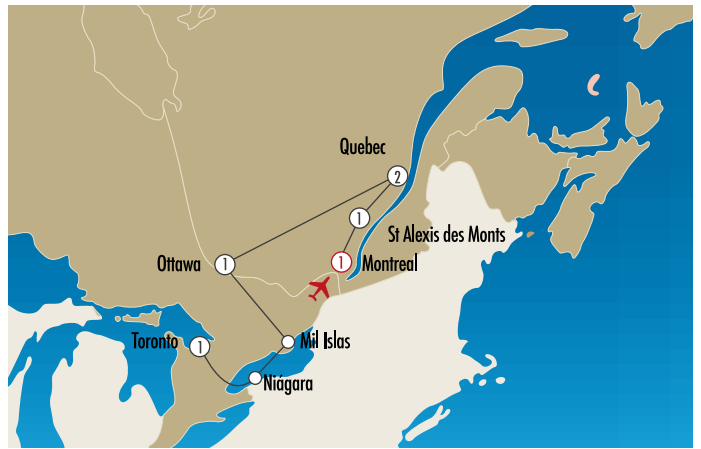 Quebec
2
1
St Alexis des Monts
Ottawa
1
1
Montreal
Toronto
1
Mil Islas
Niágara